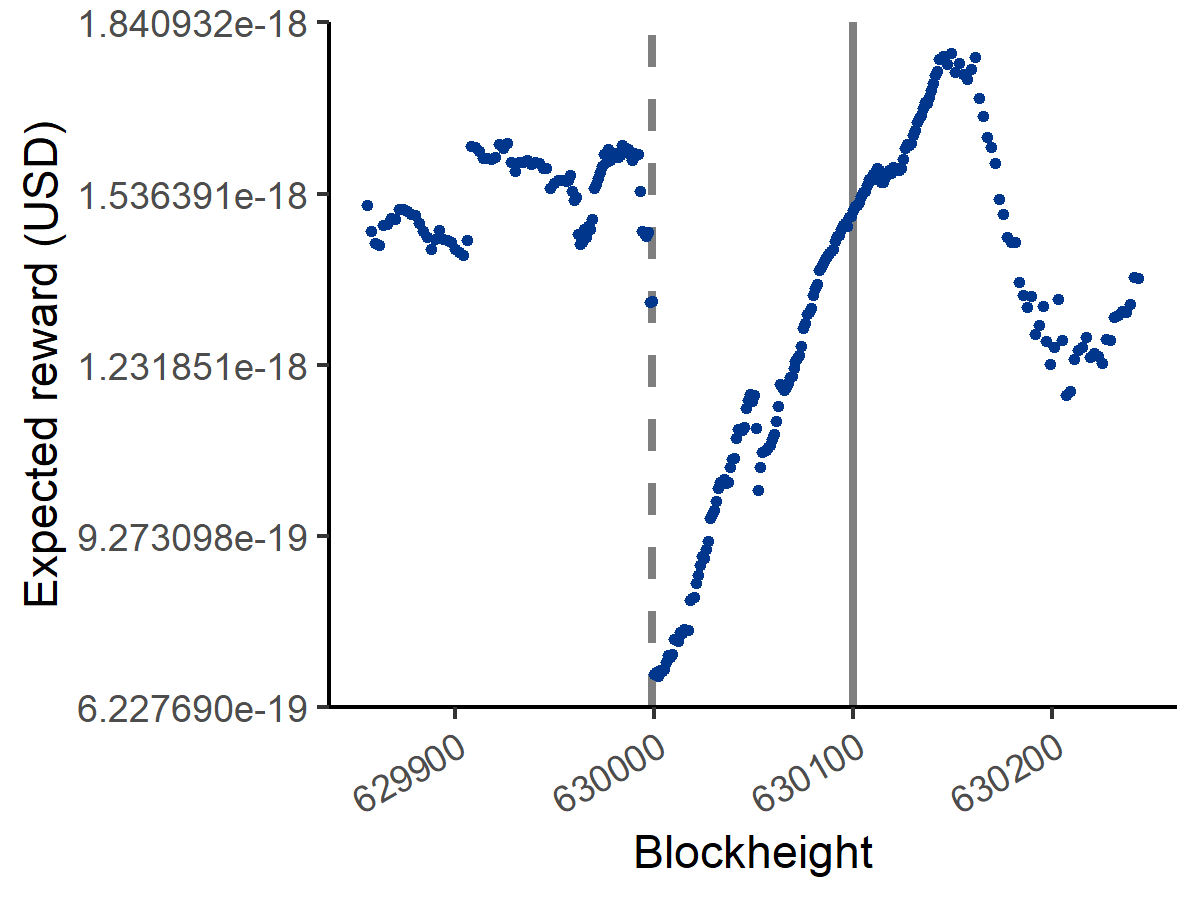 Expected reward (USD)
1.840932e-18
1.536391e-18
1.231851e-18
9.273098e-19
6.227690e-19
629900
630000
630100
630200
Blockheight